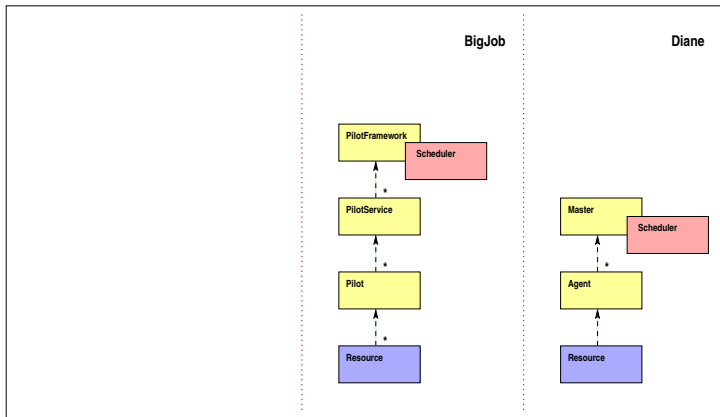 BigJob
Diane
PilotFramework
Scheduler
*
PilotService
Master
Scheduler
*
*
Pilot
Agent
*
Resource
Resource